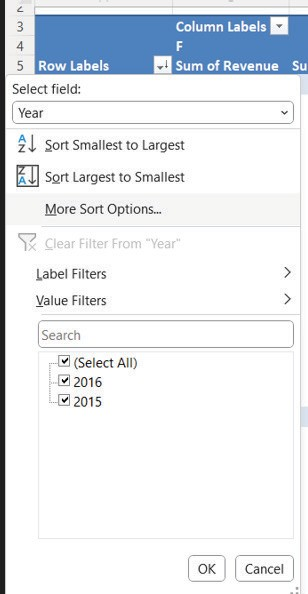 2
3 Column Labels
4 F
5 Row Labels Sum of Revenue Su
Select field:
Year
A Z Sort Smallest to Largest
Z A Sort Largest to Smallest
More Sort Options...
Clear Filter From "Year"
Label Filters
Value Filters
Search
(Select All)
2016
2015
OK Cancel